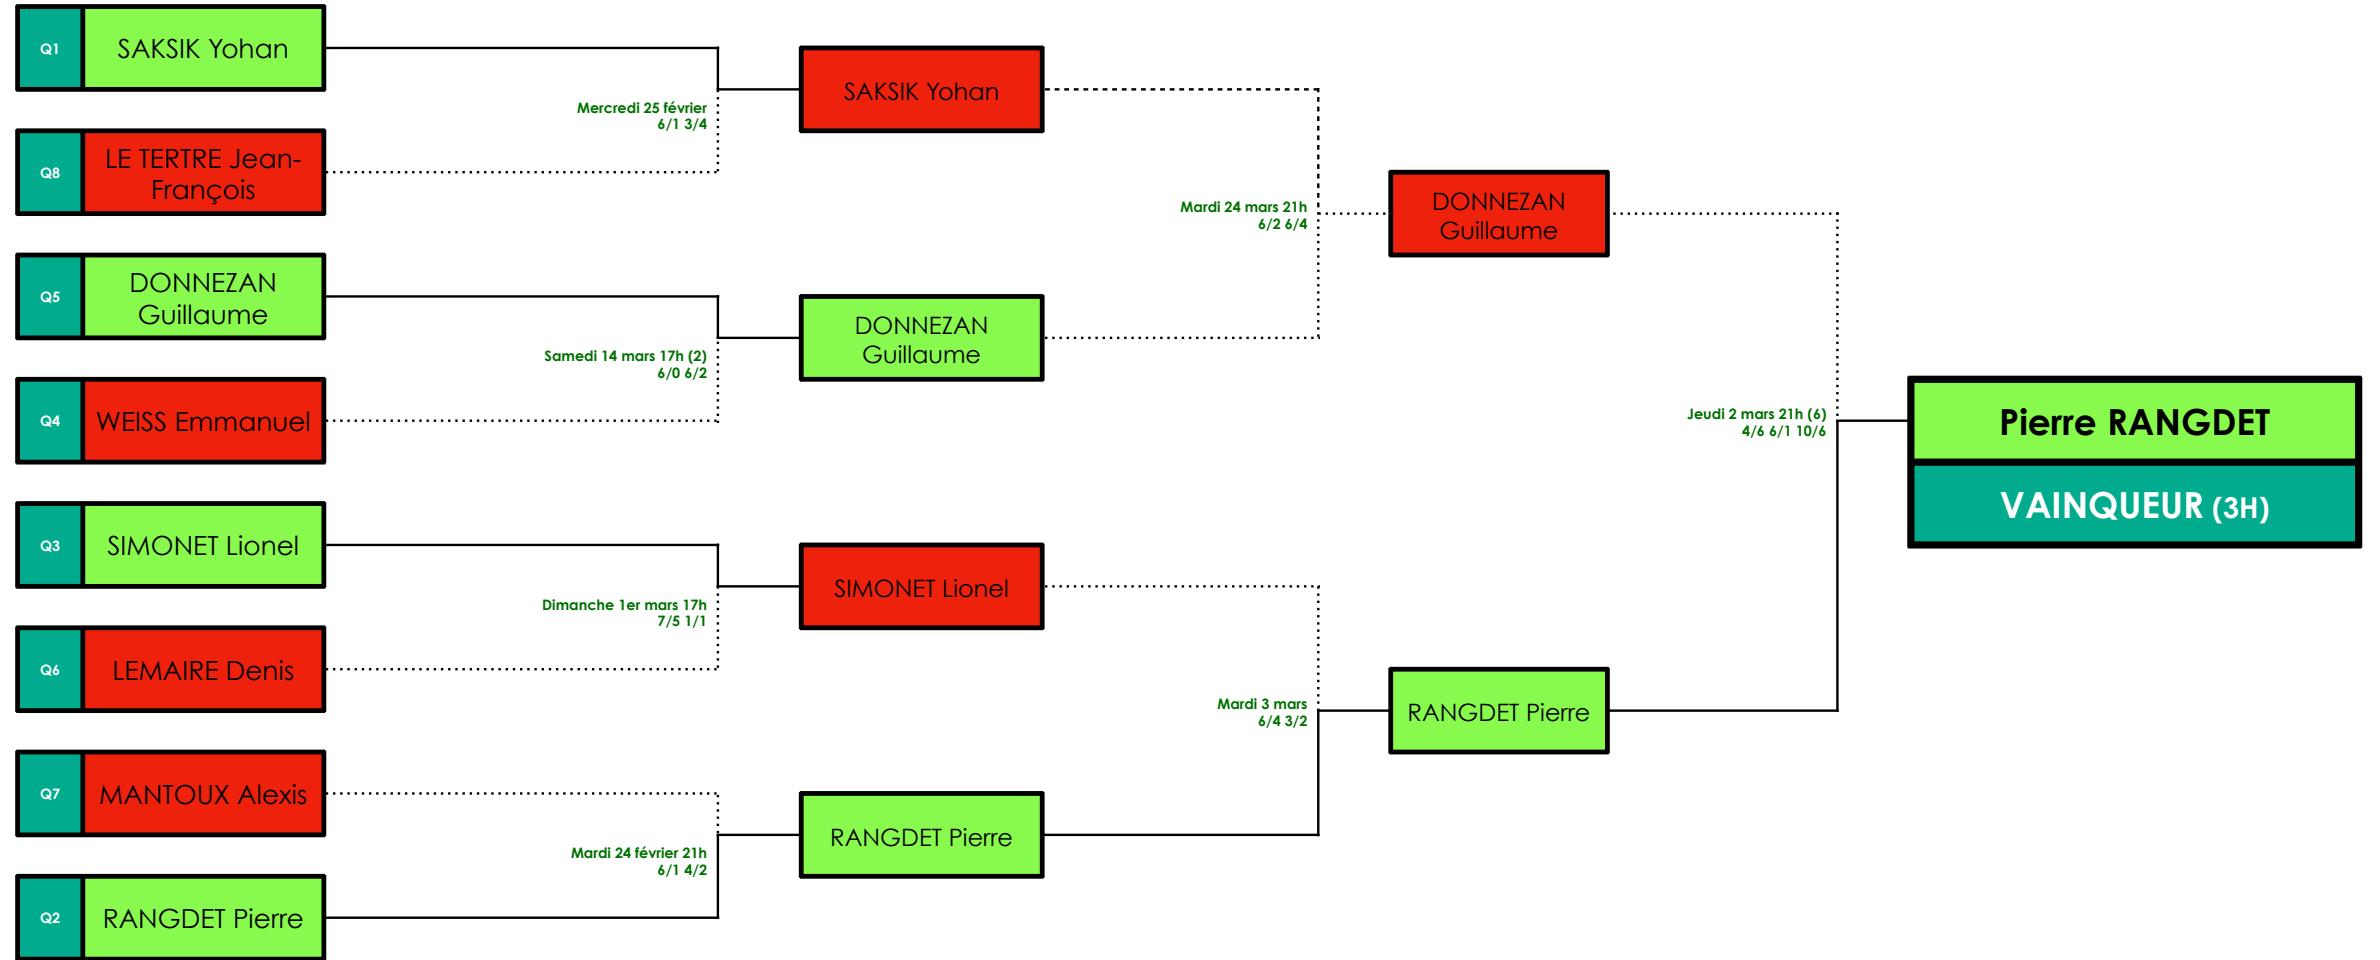 Q1
SAKSIK Yohan
Mercredi 25 février
6/1 3/4
Q8
LE TERTRE Jean-
François
SAKSIK Yohan
Q5
DONNEZAN
Guillaume
Samedi 14 mars 17h (2)
6/0 6/2
Q4
WEISS Emmanuel
DONNEZAN
Guillaume
Mardi 24 mars 21h
6/2 6/4
DONNEZAN
Guillaume
Q3
SIMONET Lionel
Dimanche 1er mars 17h
7/5 1/1
Q6
LEMAIRE Denis
SIMONET Lionel
Q7
MANTOUX Alexis
Mardi 24 février 21h
6/1 4/2
Q2
RANGDET Pierre
RANGDET Pierre
Mardi 3 mars
6/4 3/2
RANGDET Pierre
Jeudi 2 mars 21h (6)
4/6 6/1 10/6
Pierre RANGDET
VAINQUEUR (3H)